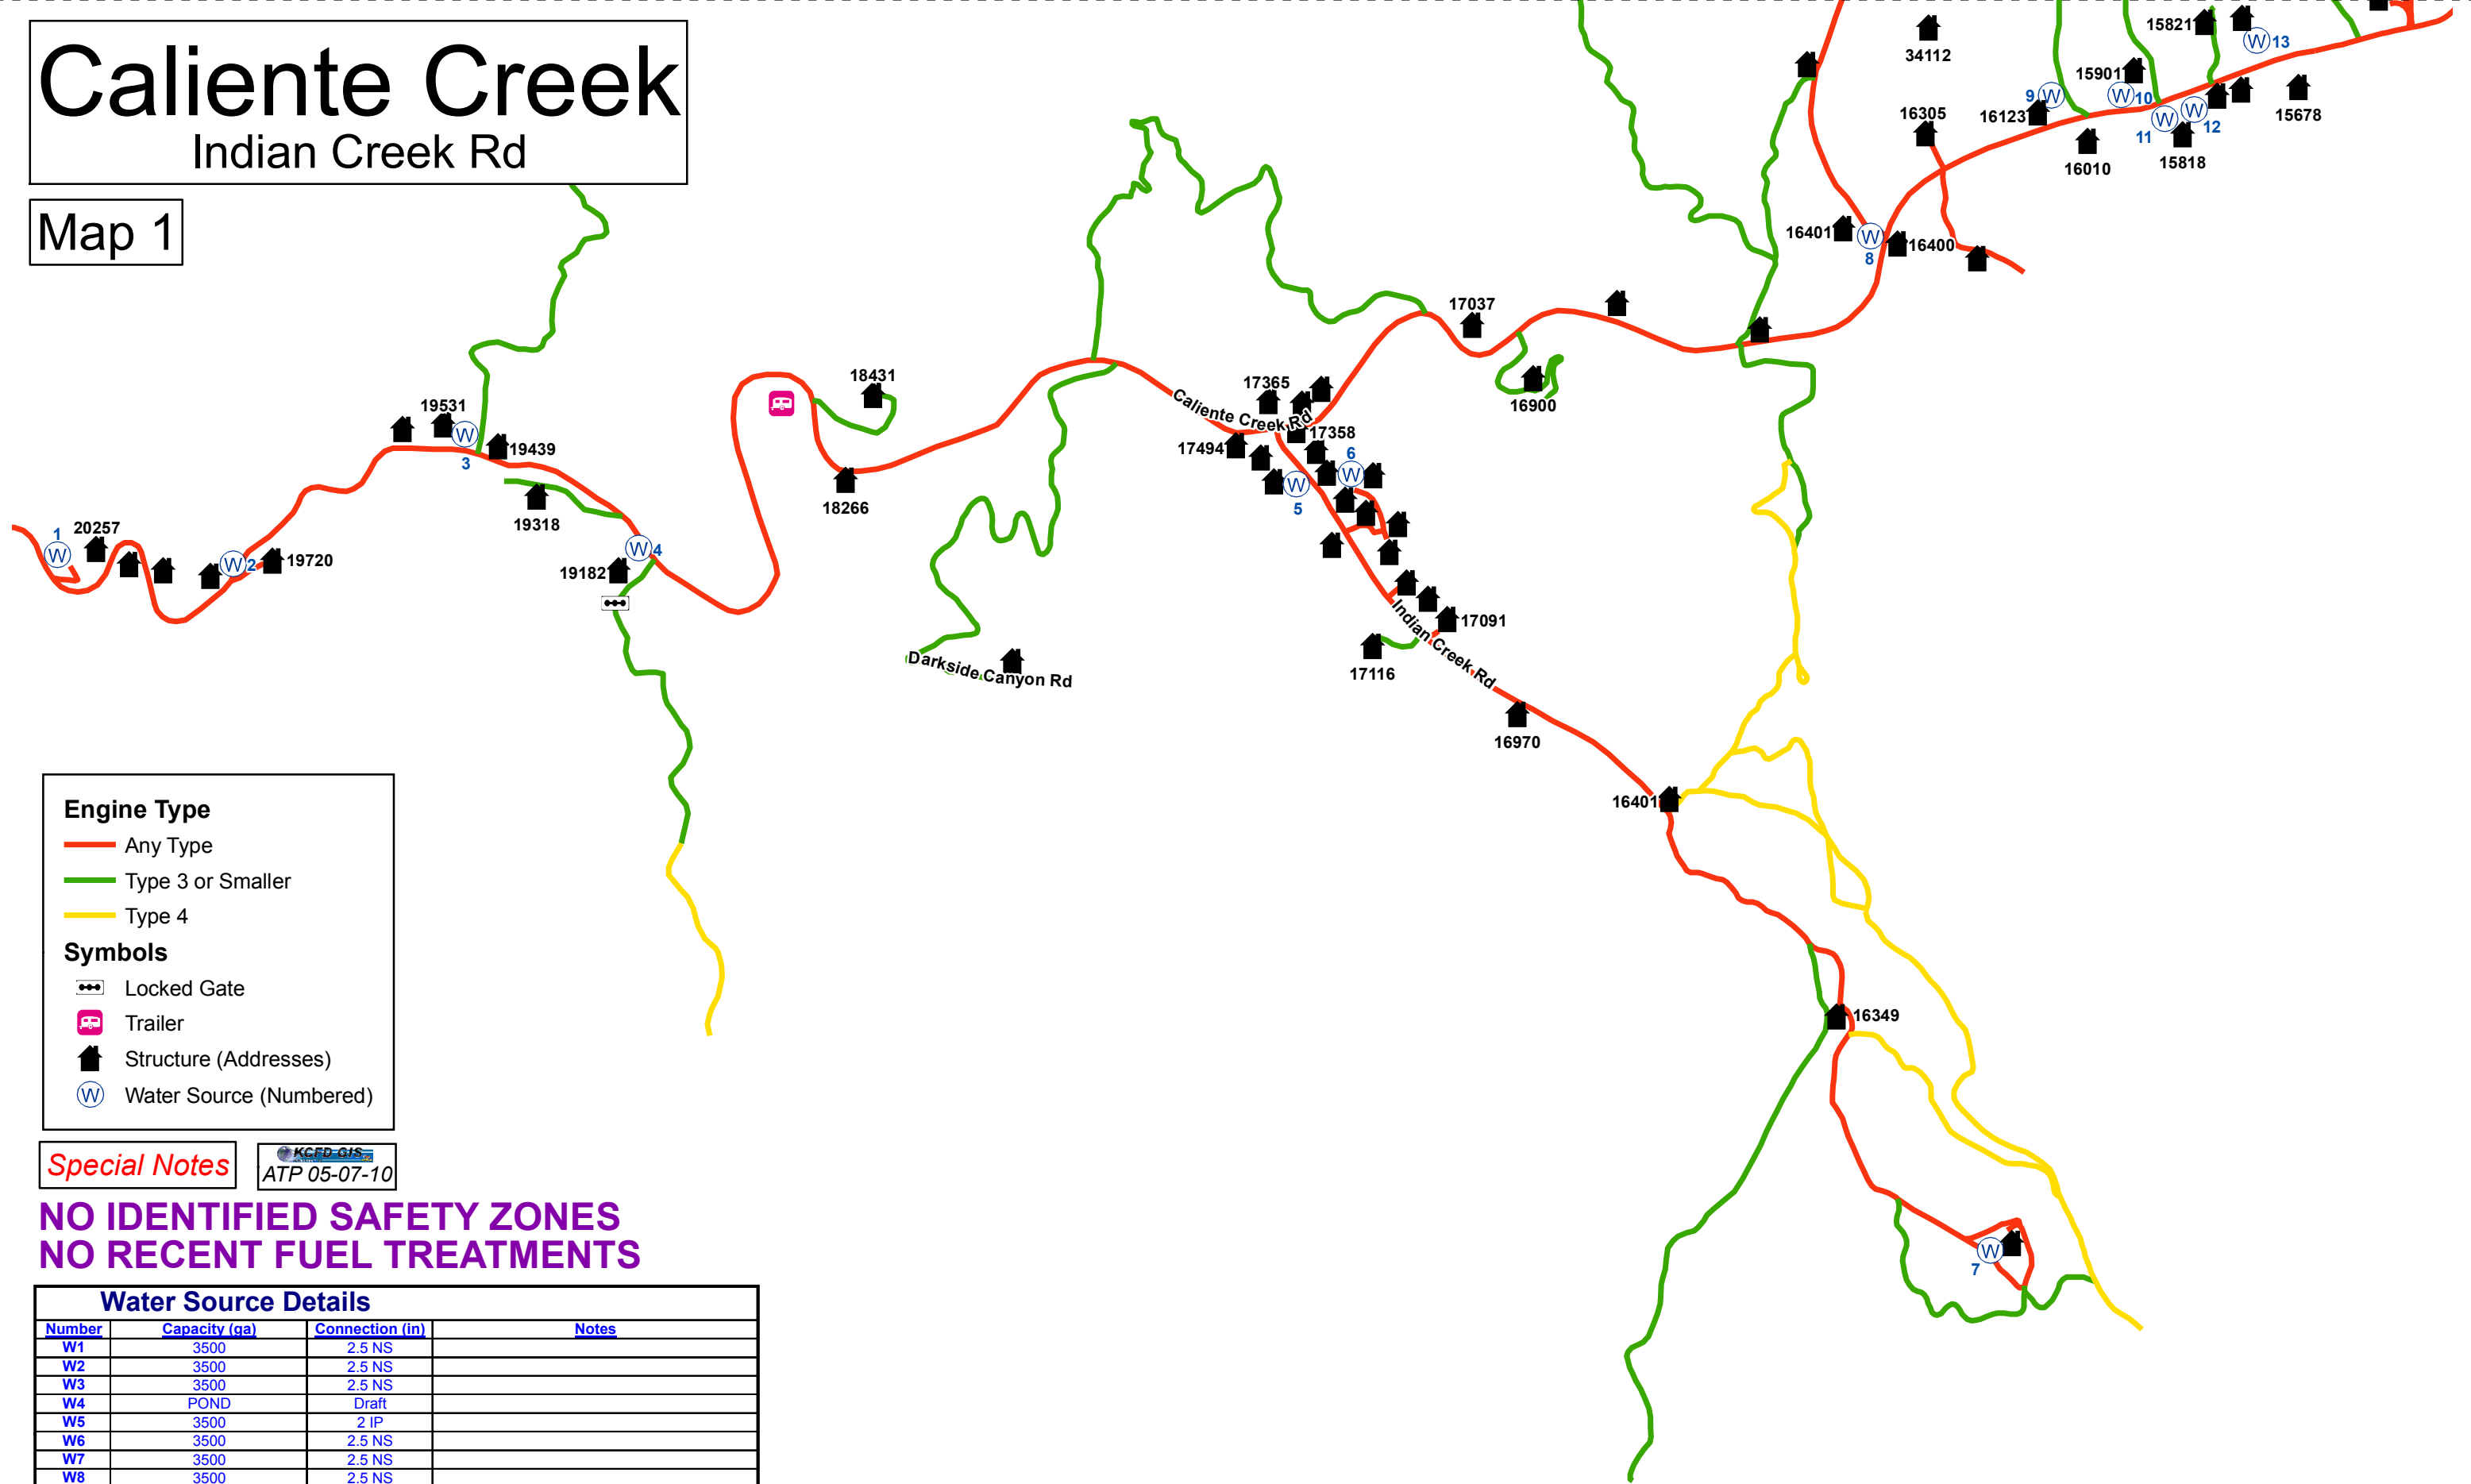 Caliente Creek
Indian Creek Rd
Map 1
34112
15821
W 13
15901
9 W
W 10
16123
16305
W 11
W 12
15818
15678
16010
16401
W 8
16400
17037
16900
18431
17365
Caliente Creek Rd
17358
17494
6 W
W 5
18266
19531
W 3
19439
19318
1 W
20257
W 2
19720
W 4
19182
17091
Indian Creek Rd
17116
Darkside Canyon Rd
16970
16401
16349
W 7
Engine Type
Any Type
Type 3 or Smaller
Type 4
Symbols
Locked Gate
Trailer
Structure (Addresses)
W Water Source (Numbered)
Special Notes
KCFD GIS
ATP 05-07-10
NO IDENTIFIED SAFETY ZONES
NO RECENT FUEL TREATMENTS
Water Source Details
Number Capacity (ga) Connection (in) Notes
W1 3500 2.5 NS
W2 3500 2.5 NS
W3 3500 2.5 NS
W4 POND Draft
W5 3500 2 IP
W6 3500 2.5 NS
W7 3500 2.5 NS
W8 3500 2.5 NS